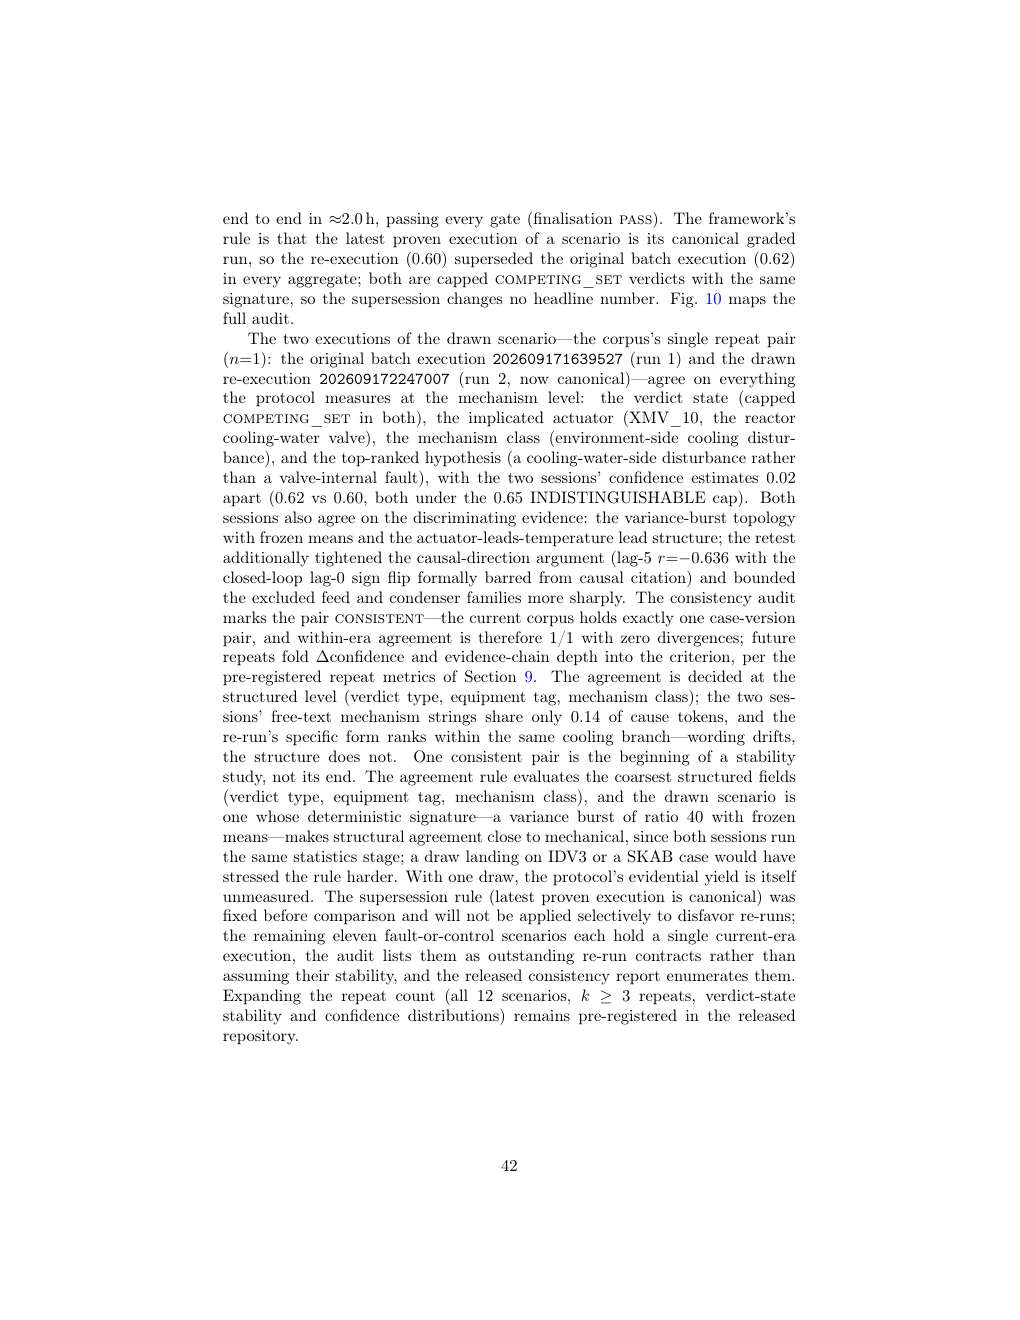 end to end in ≈2.0 h, passing every gate (finalisation PASS). The framework's
rule is that the latest proven execution of a scenario is its canonical graded
run, so the re-execution (0.60) superseded the original batch execution (0.62)
in every aggregate; both are capped COMPETING_SET verdicts with the same
signature, so the supersession changes no headline number. Fig. 10 maps the
full audit.
The two executions of the drawn scenario—the corpus's single repeat pair
(n=1): the original batch execution 202609171639527 (run 1) and the drawn
re-execution 202609172247007 (run 2, now canonical)—agree on everything
the protocol measures at the mechanism level: the verdict state (capped
COMPETING_SET in both), the implicated actuator (XMV_10, the reactor
cooling-water valve), the mechanism class (environment-side cooling distur-
bance), and the top-ranked hypothesis (a cooling-water-side disturbance rather
than a valve-internal fault), with the two sessions' confidence estimates 0.02
apart (0.62 vs 0.60, both under the 0.65 INDISTINGUISHABLE cap). Both
sessions also agree on the discriminating evidence: the variance-burst topology
with frozen means and the actuator-leads-temperature lead structure; the retest
additionally tightened the causal-direction argument (lag-5 r=−0.636 with the
closed-loop lag-0 sign flip formally barred from causal citation) and bounded
the excluded feed and condenser families more sharply. The consistency audit
marks the pair CONSISTENT—the current corpus holds exactly one case-version
pair, and within-era agreement is therefore 1/1 with zero divergences; future
repeats fold Δconfidence and evidence-chain depth into the criterion, per the
pre-registered repeat metrics of Section 9. The agreement is decided at the
structured level (verdict type, equipment tag, mechanism class); the two ses-
sions' free-text mechanism strings share only 0.14 of cause tokens, and the
re-run's specific form ranks within the same cooling branch—wording drifts,
the structure does not. One consistent pair is the beginning of a stability
study, not its end. The agreement rule evaluates the coarsest structured fields
(verdict type, equipment tag, mechanism class), and the drawn scenario is
one whose deterministic signature—a variance burst of ratio 40 with frozen
means—makes structural agreement close to mechanical, since both sessions run
the same statistics stage; a draw landing on IDV3 or a SKAB case would have
stressed the rule harder. With one draw, the protocol's evidential yield is itself
unmeasured. The supersession rule (latest proven execution is canonical) was
fixed before comparison and will not be applied selectively to disfavor re-runs;
the remaining eleven fault-or-control scenarios each hold a single current-era
execution, the audit lists them as outstanding re-run contracts rather than
assuming their stability, and the released consistency report enumerates them.
Expanding the repeat count (all 12 scenarios, k ≥ 3 repeats, verdict-state
stability and confidence distributions) remains pre-registered in the released
repository.
42